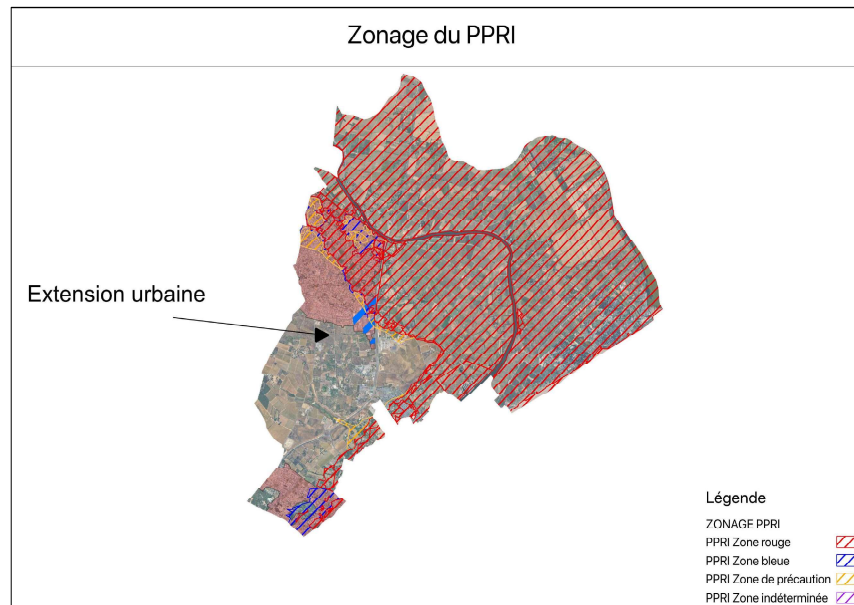 Zonage du PPRI
Extension urbaine
Légende
ZONAGE PPRI
PPRI Zone rouge
PPRI Zone bleue
PPRI Zone de précaution
PPRI Zone indéterminée